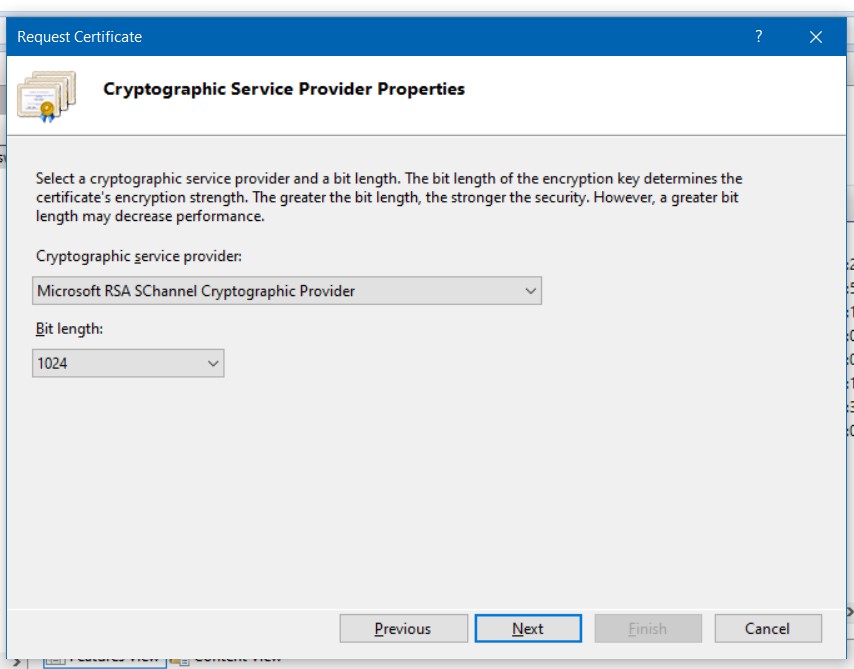 Request Certificate
?
Cryptographic Service Provider Properties
Select a cryptographic service provider and a bit length. The bit length of the encryption key determines the
certificate's encryption strength. The greater the bit length, the stronger the security. However, a greater bit
length may decrease performance.
Cryptographic service provider:
Microsoft RSA SChannel Cryptographic Provider
Bit length:
1024
Previous Next Finish Cancel
Features View Content View